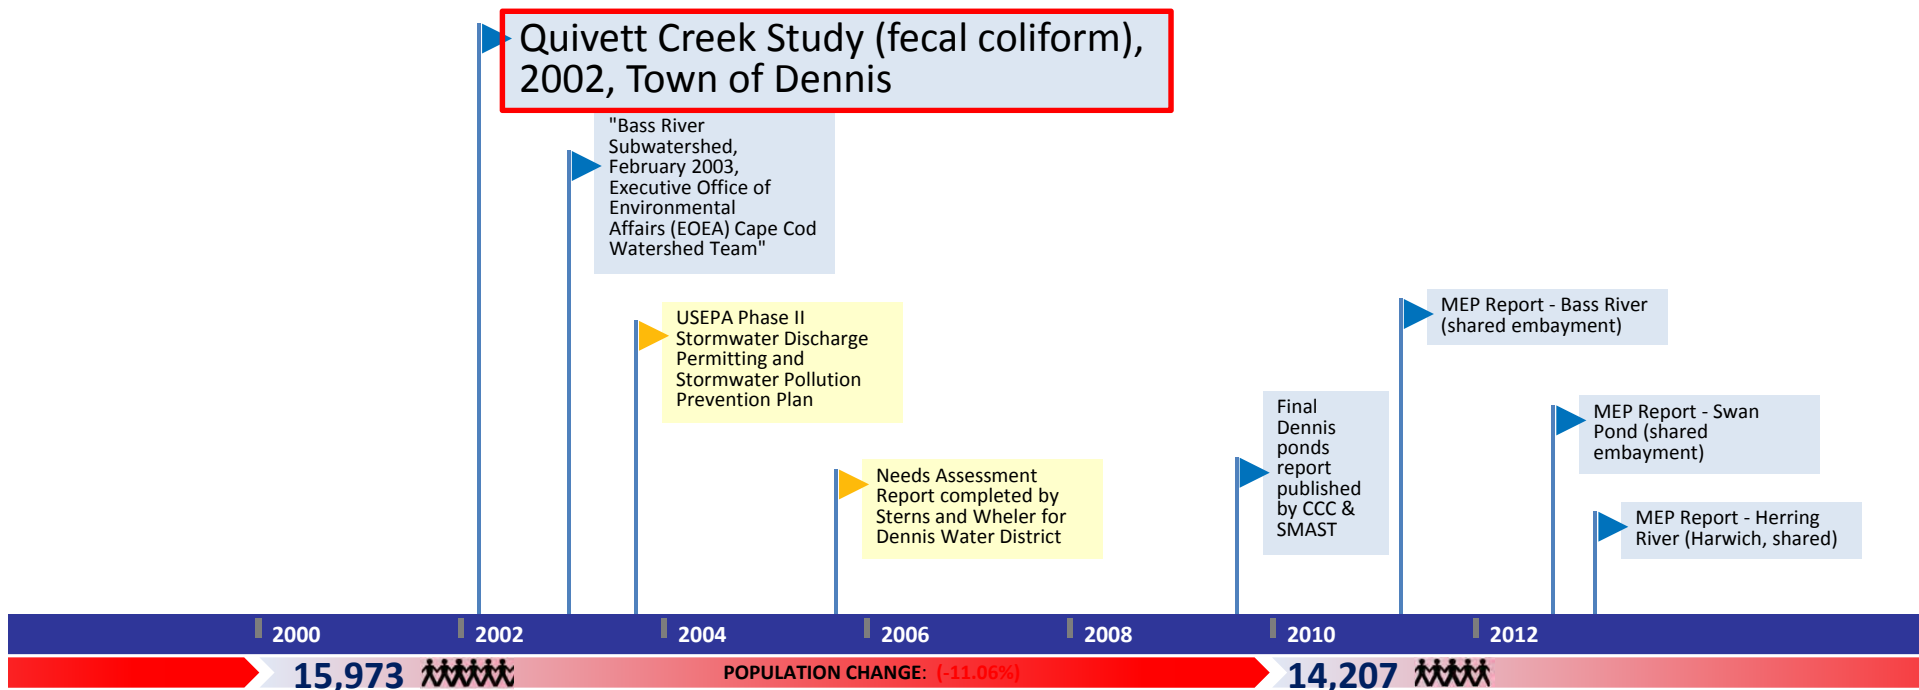 Quivett Creek Study (fecal coliform),
2002, Town of Dennis
"Bass River
Subwatershed,
February 2003,
Executive Office of
Environmental
Affairs (EOEA) Cape Cod
Watershed Team"
USEPA Phase II
Stormwater Discharge
Permitting and
Stormwater Pollution
Prevention Plan
Needs Assessment
Report completed by
Sterns and Wheler for
Dennis Water District
Final
Dennis
ponds
report
published
by CCC &
SMAST
MEP Report - Bass River
(shared embayment)
MEP Report - Swan
Pond (shared
embayment)
MEP Report - Herring
River (Harwich, shared)
2000 2002 2004 2006 2008 2010 2012
15,973 POPULATION CHANGE: (-11.06%) 14,207